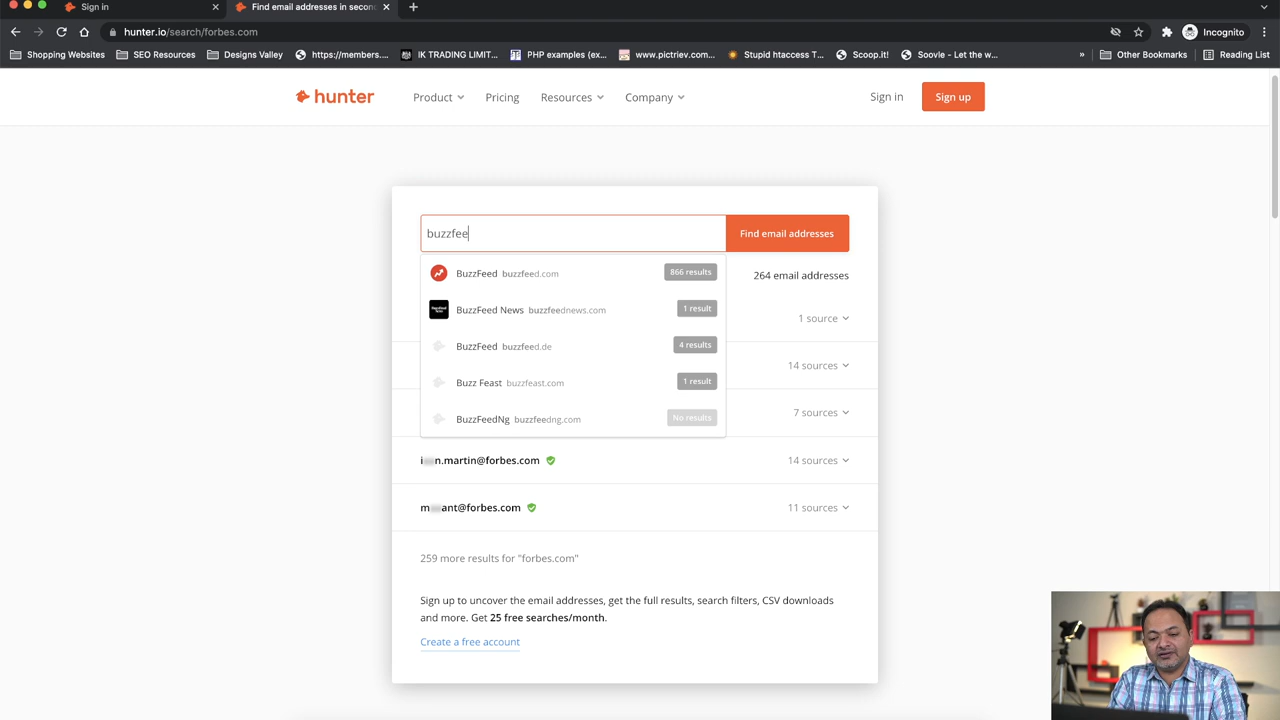 Sign in
Find email addresses in secon
hunter.io/search/forbes.com
Incognito
Shopping Websites
SEO Resources
Designs Valley
https://members....
IK TRADING LIMIT...
PHP examples (ex...
www.pictriev.com...
Stupid htaccess T...
Scoop.it!
Soovle - Let the w...
»
Other Bookmarks
Reading List
hunter
Product
Pricing
Resources
Company
Sign in
Sign up
buzzfee
Find email addresses
BuzzFeed buzzfeed.com 866 results
264 email addresses
BuzzFeed News buzzfeednews.com 1 result
1 source
BuzzFeed buzzfeed.de 4 results
14 sources
Buzz Feast buzzfeast.com 1 result
7 sources
BuzzFeedNg buzzfeedng.com No results
n.martin@forbes.com
14 sources
ant@forbes.com
11 sources
259 more results for "forbes.com"
Sign up to uncover the email addresses, get the full results, search filters, CSV downloads
and more. Get 25 free searches/month.
Create a free account